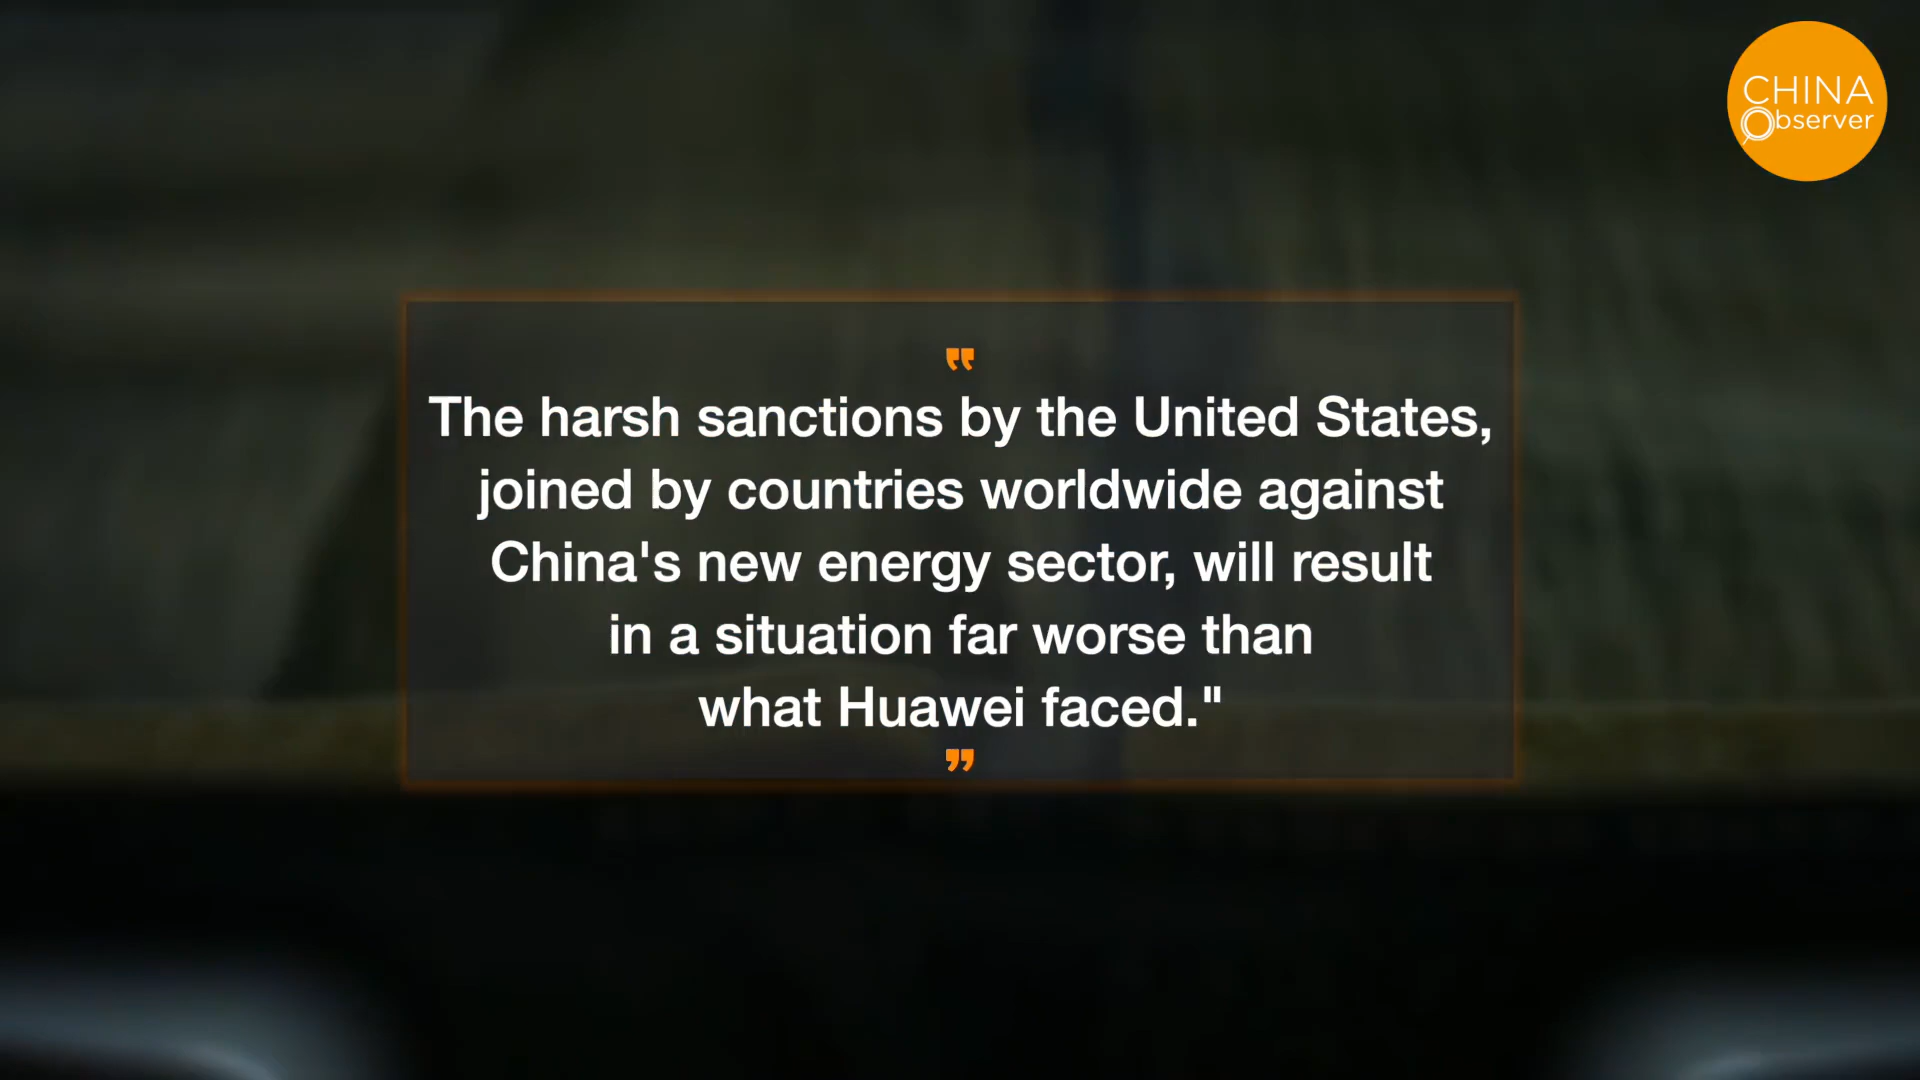 CHINA
Observer
"
The harsh sanctions by the United States,
joined by countries worldwide against
China's new energy sector, will result
in a situation far worse than
what Huawei faced."
"